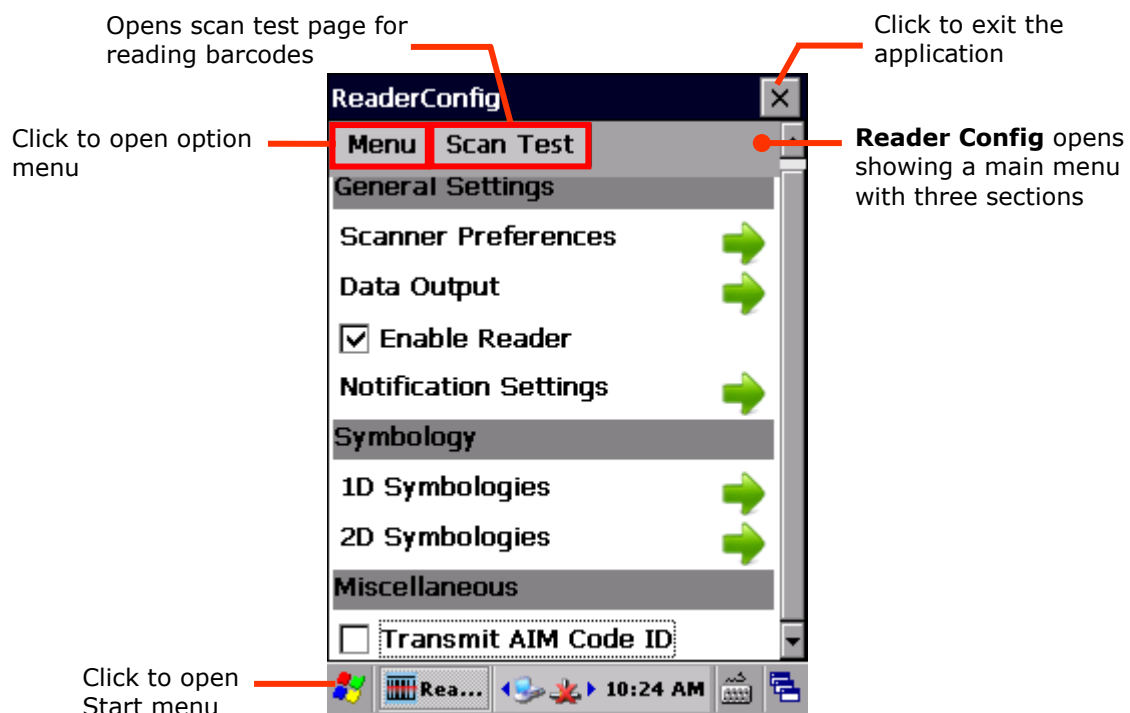 Opens scan test page for
reading barcodes
Click to exit the
application
ReaderConfig
Click to open option
menu
Menu
Scan Test
Reader Config opens
showing a main menu
with three sections
General Settings
Scanner Preferences
Data Output
Enable Reader
Notification Settings
Symbology
1D Symbologies
2D Symbologies
Miscellaneous
Transmit AIM Code ID
Click to open
Start menu
Rea...
10:24 AM